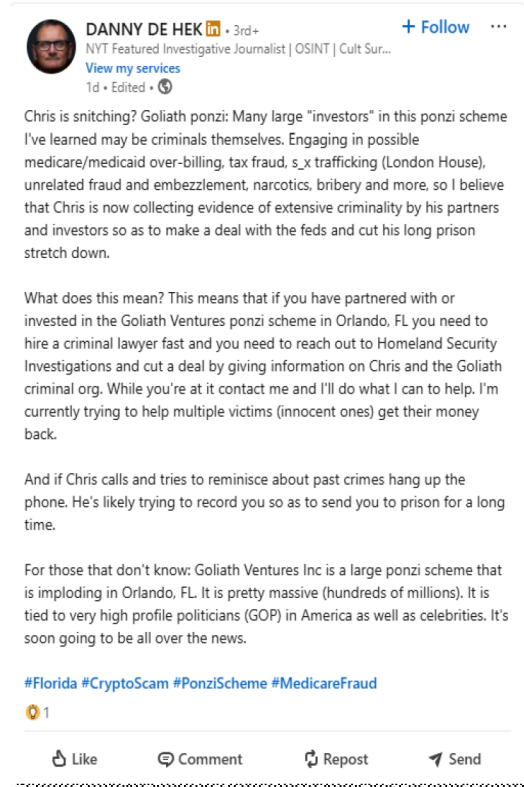 DANNY DE HEK in • 3rd+
+ Follow ...
NYT Featured Investigative Journalist | OSINT | Cult Sur...
View my services
1d • Edited •
Chris is snitching? Goliath ponzi: Many large "investors" in this ponzi scheme
I've learned may be criminals themselves. Engaging in possible
medicare/medicaid over-billing, tax fraud, s_x trafficking (London House),
unrelated fraud and embezzlement, narcotics, bribery and more, so I believe
that Chris is now collecting evidence of extensive criminality by his partners
and investors so as to make a deal with the feds and cut his long prison
stretch down.
What does this mean? This means that if you have partnered with or
invested in the Goliath Ventures ponzi scheme in Orlando, FL you need to
hire a criminal lawyer fast and you need to reach out to Homeland Security
Investigations and cut a deal by giving information on Chris and the Goliath
criminal org. While you're at it contact me and I'll do what I can to help. I'm
currently trying to help multiple victims (innocent ones) get their money
back.
And if Chris calls and tries to reminisce about past crimes hang up the
phone. He's likely trying to record you so as to send you to prison for a long
time.
For those that don't know: Goliath Ventures Inc is a large ponzi scheme that
is imploding in Orlando, FL. It is pretty massive (hundreds of millions). It is
tied to very high profile politicians (GOP) in America as well as celebrities. It's
soon going to be all over the news.
#Florida #CryptoScam #PonziScheme #MedicareFraud
1
Like Comment Repost Send